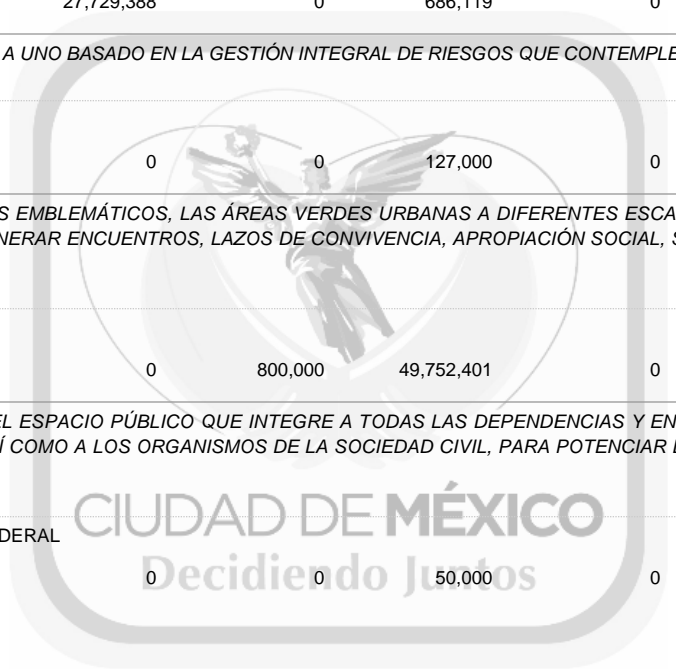 27,729,388 0 686,119 0
A UNO BASADO EN LA GESTIÓN INTEGRAL DE RIESGOS QUE CONTEMPLE
0 0 127,000 0
S EMBLEMÁTICOS, LAS ÁREAS VERDES URBANAS A DIFERENTES ESCA
NERAR ENCUENTROS, LAZOS DE CONVIVENCIA, APROPIACIÓN SOCIAL, S
0 800,000 49,752,401 0
EL ESPACIO PÚBLICO QUE INTEGRE A TODAS LAS DEPENDENCIAS Y EN
Í COMO A LOS ORGANISMOS DE LA SOCIEDAD CIVIL, PARA POTENCIAR
CIUDAD DE MÉXICO
DERAL
Decidiendo Juntos
0 0 50,000 0